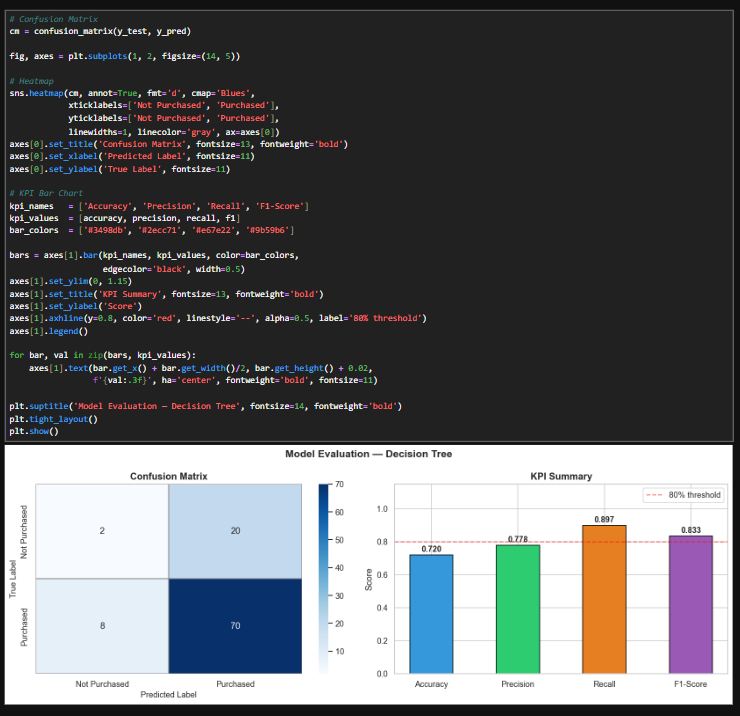 # Confusion Matrix
cm = confusion_matrix(y_test, y_pred)
fig, axes = plt.subplots(1, 2, figsize=(14, 5))
# Heatmap
sns.heatmap(cm, annot=True, fmt='d', cmap='Blues',
xticklabels=['Not Purchased', 'Purchased'],
yticklabels=['Not Purchased', 'Purchased'],
linewidths=1, linecolor='gray', ax=axes[0])
axes[0].set_title('Confusion Matrix', fontsize=13, fontweight='bold')
axes[0].set_xlabel('Predicted Label', fontsize=11)
axes[0].set_ylabel('True Label', fontsize=11)
# KPI Bar Chart
kpi_names = ['Accuracy', 'Precision', 'Recall', 'F1-Score']
kpi_values = [accuracy, precision, recall, f1]
bar_colors = ['#3498db', '#2ecc71', '#e67e22', '#9b59b6']
bars = axes[1].bar(kpi_names, kpi_values, color=bar_colors,
edgecolor='black', width=0.5)
axes[1].set_ylim(0, 1.15)
axes[1].set_title('KPI Summary', fontsize=13, fontweight='bold')
axes[1].set_ylabel('Score')
axes[1].axhline(y=0.8, color='red', linestyle='--', alpha=0.5, label='80% threshold')
axes[1].legend()
for bar, val in zip(bars, kpi_values):
axes[1].text(bar.get_x() + bar.get_width()/2, bar.get_height() + 0.02,
f'{val:.3f}', ha='center', fontweight='bold', fontsize=11)
plt.suptitle('Model Evaluation — Decision Tree', fontsize=14, fontweight='bold')
plt.tight_layout()
plt.show()
Model Evaluation — Decision Tree
Confusion Matrix
True Label
Not Purchased
Purchased
2
20
8
70
Not Purchased
Purchased
Predicted Label
70
60
50
40
30
20
10
KPI Summary
80% threshold
Score
1.0
0.8
0.6
0.4
0.2
0.0
0.720
0.778
0.897
0.833
Accuracy
Precision
Recall
F1-Score